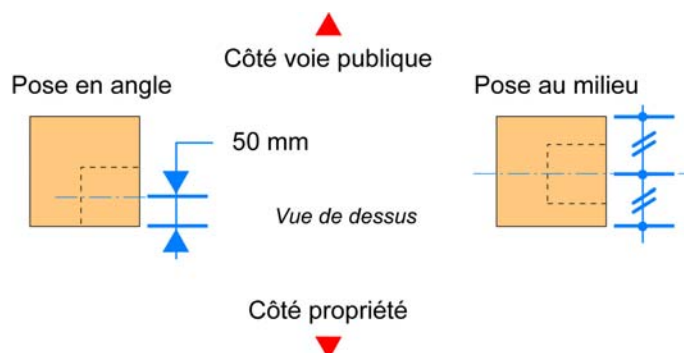 Côté voie publique
Pose en angle
Pose au milieu
50 mm
Vue de dessus
Côté propriété